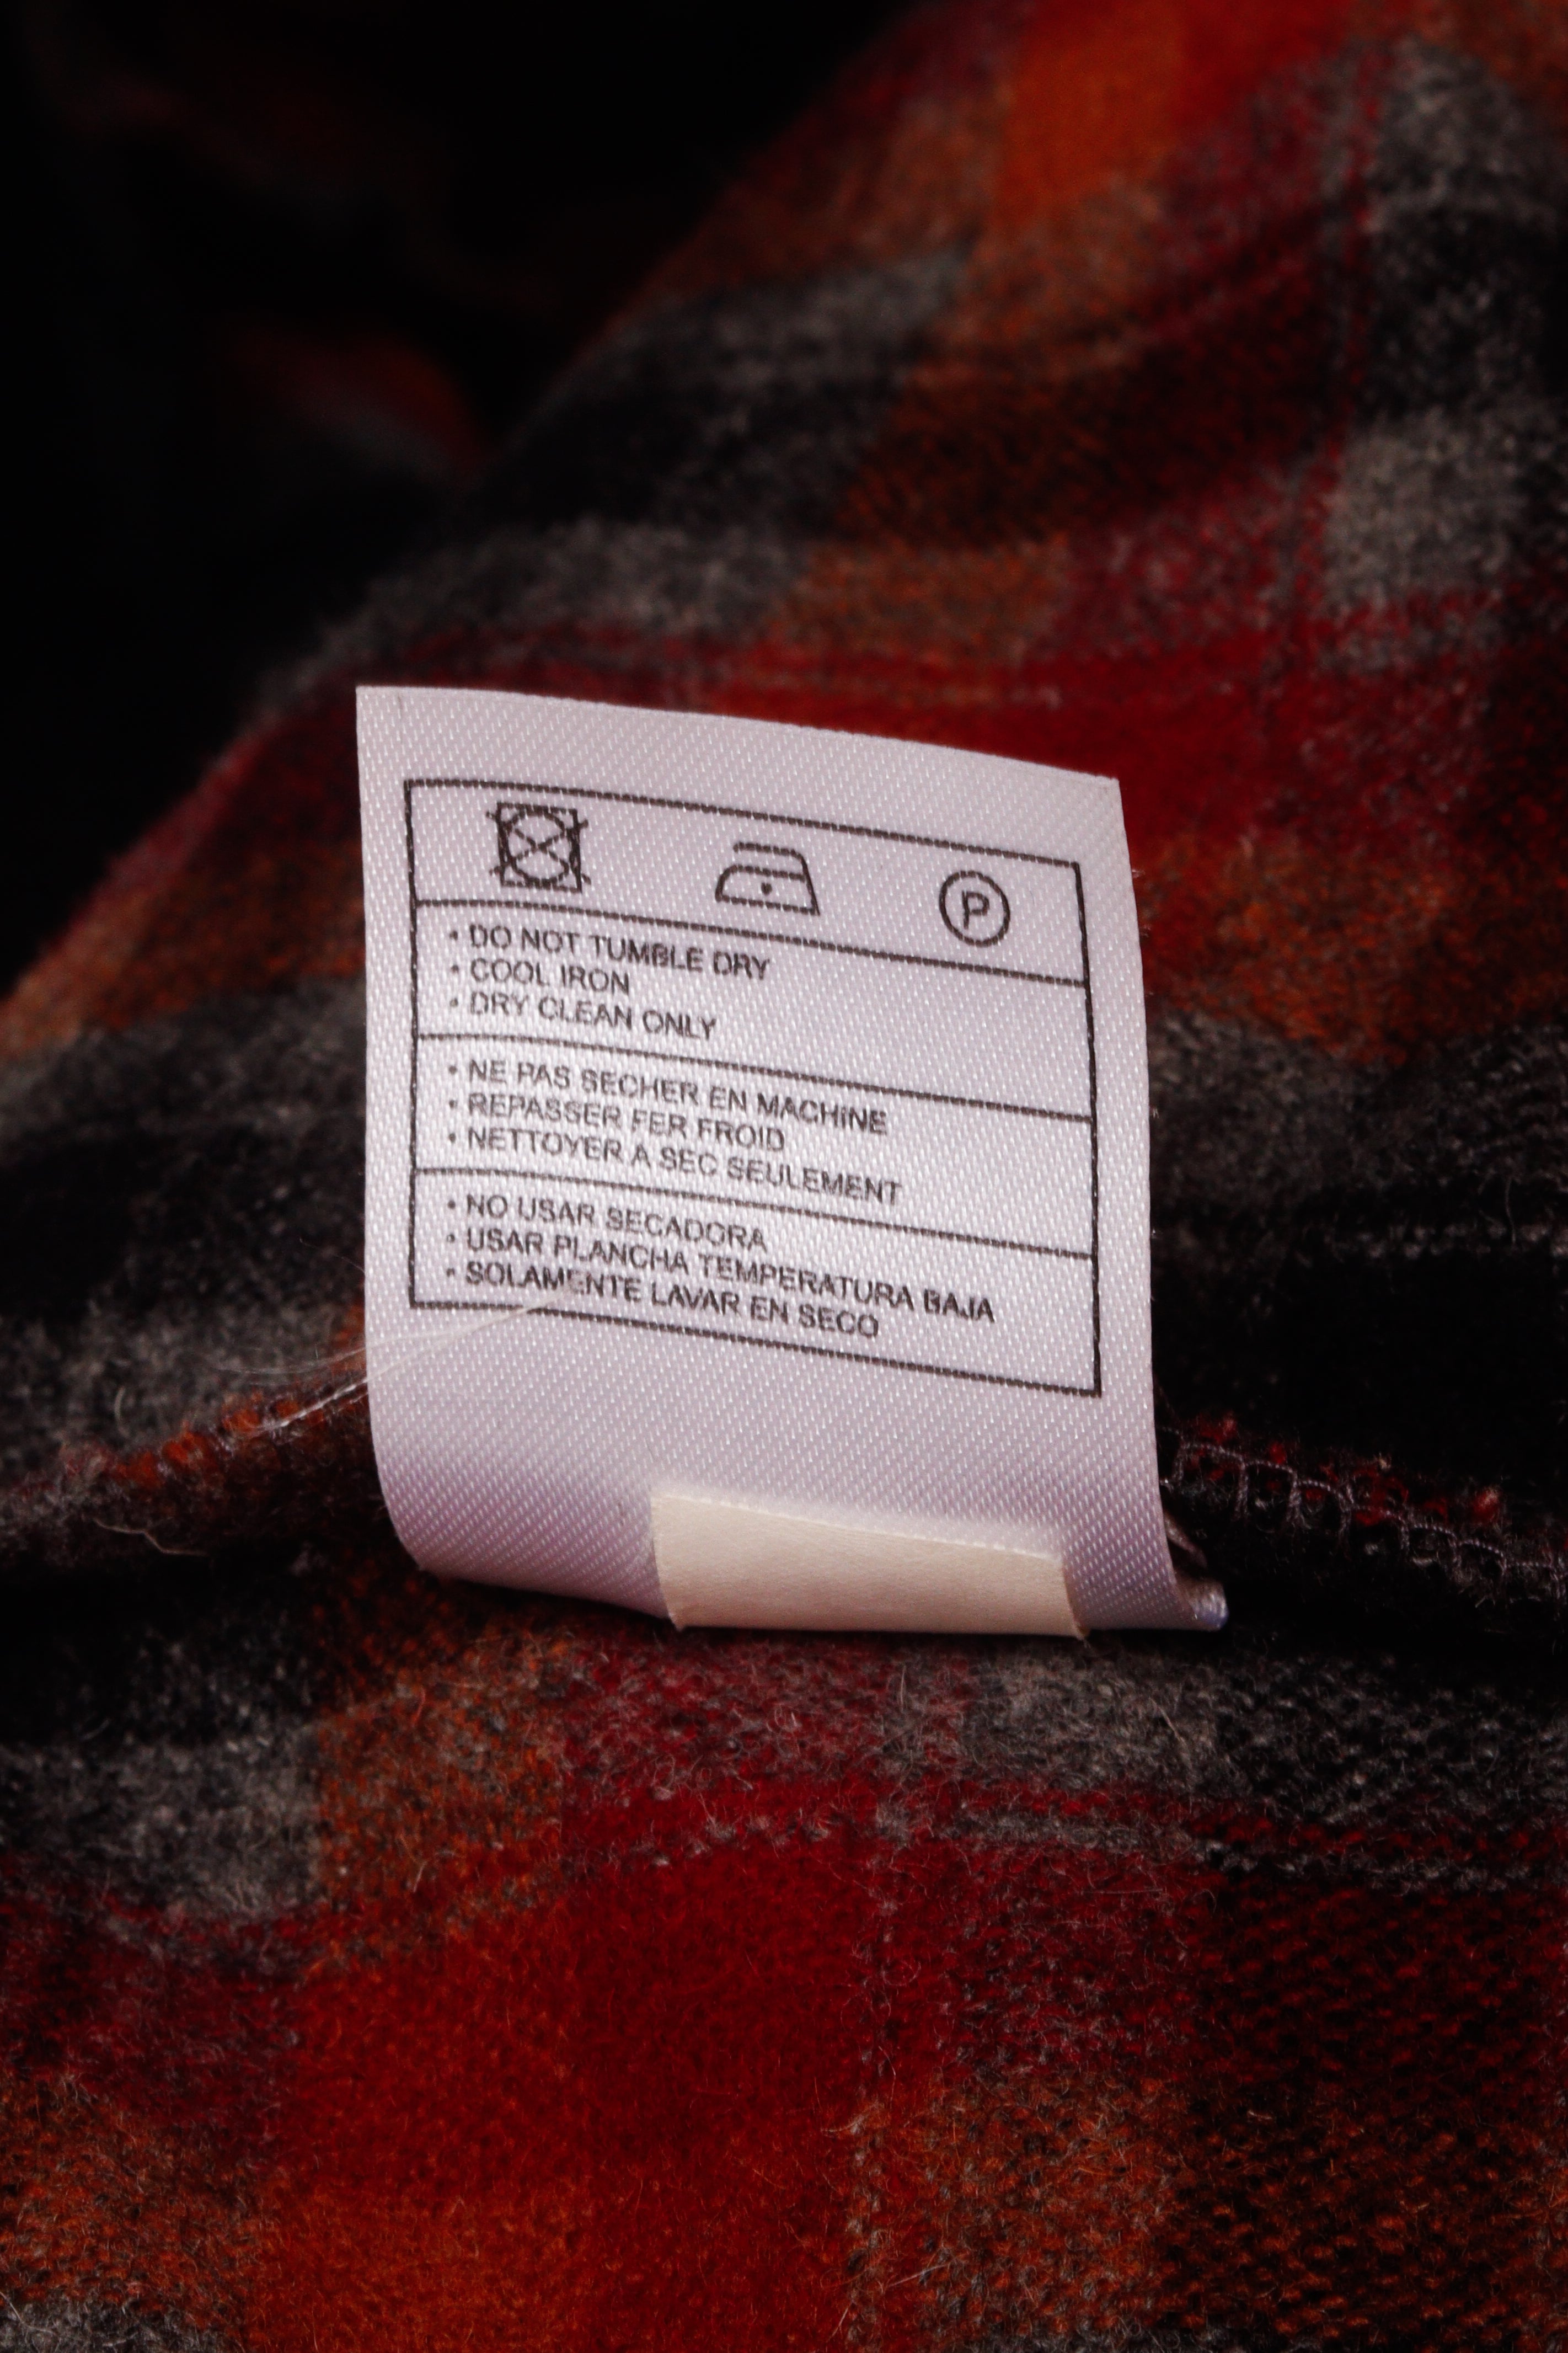 P
• DO NOT TUMBLE DRY
• COOL IRON
• DRY CLEAN ONLY
• NE PAS SECHER EN MACHINE
• REPASSER FER FROID
• NETTOYER A SEC SEULEMENT
• NO USAR SECADORA
• USAR PLANCHA TEMPERATURA BAJA
• SOLAMENTE LAVAR EN SECO